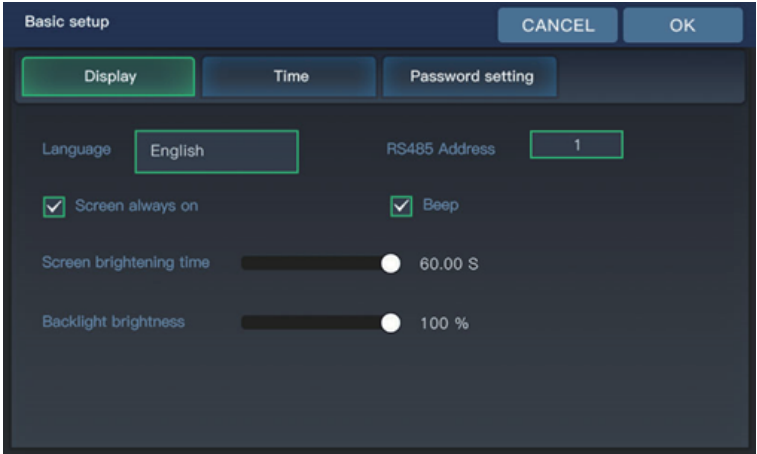 Basic setup CANCEL OK
Display Time Password setting
Language English RS485 Address 1
Screen always on Beep
Screen brightening time 60.00 S
Backlight brightness 100 %